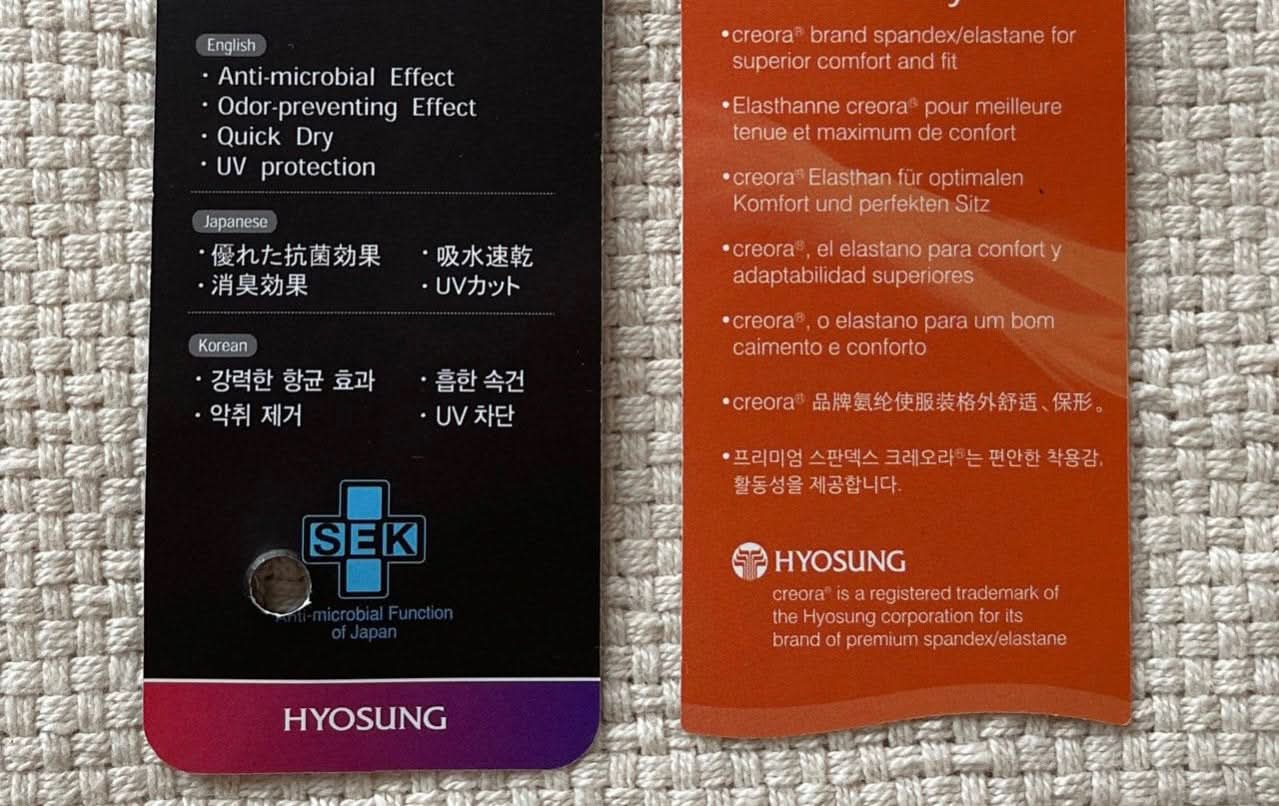 English
· Anti-microbial Effect
· Odor-preventing Effect
· Quick Dry
· UV protection
Japanese
· 優れた抗菌効果 · 吸水速乾
· 消臭効果 · UVカット
Korean
· 강력한 항균 효과 · 흡한 속건
· 악취 제거 · UV 차단
SEK
Anti-microbial Function
of Japan
HYOSUNG
•creora® brand spandex/elastane for
superior comfort and fit
•Elasthanne creora® pour meilleure
tenue et maximum de confort
•creora® Elasthan für optimalen
Komfort und perfekten Sitz
•creora®, el elastano para confort y
adaptabilidad superiores
•creora®, o elastano para um bom
caimento e conforto
•creora® 品牌氨纶使服装格外舒适、保形。
•프리미엄 스판덱스 크레오라®는 편안한 착용감,
활동성을 제공합니다.
HYOSUNG
creora® is a registered trademark of
the Hyosung corporation for its
brand of premium spandex/elastane